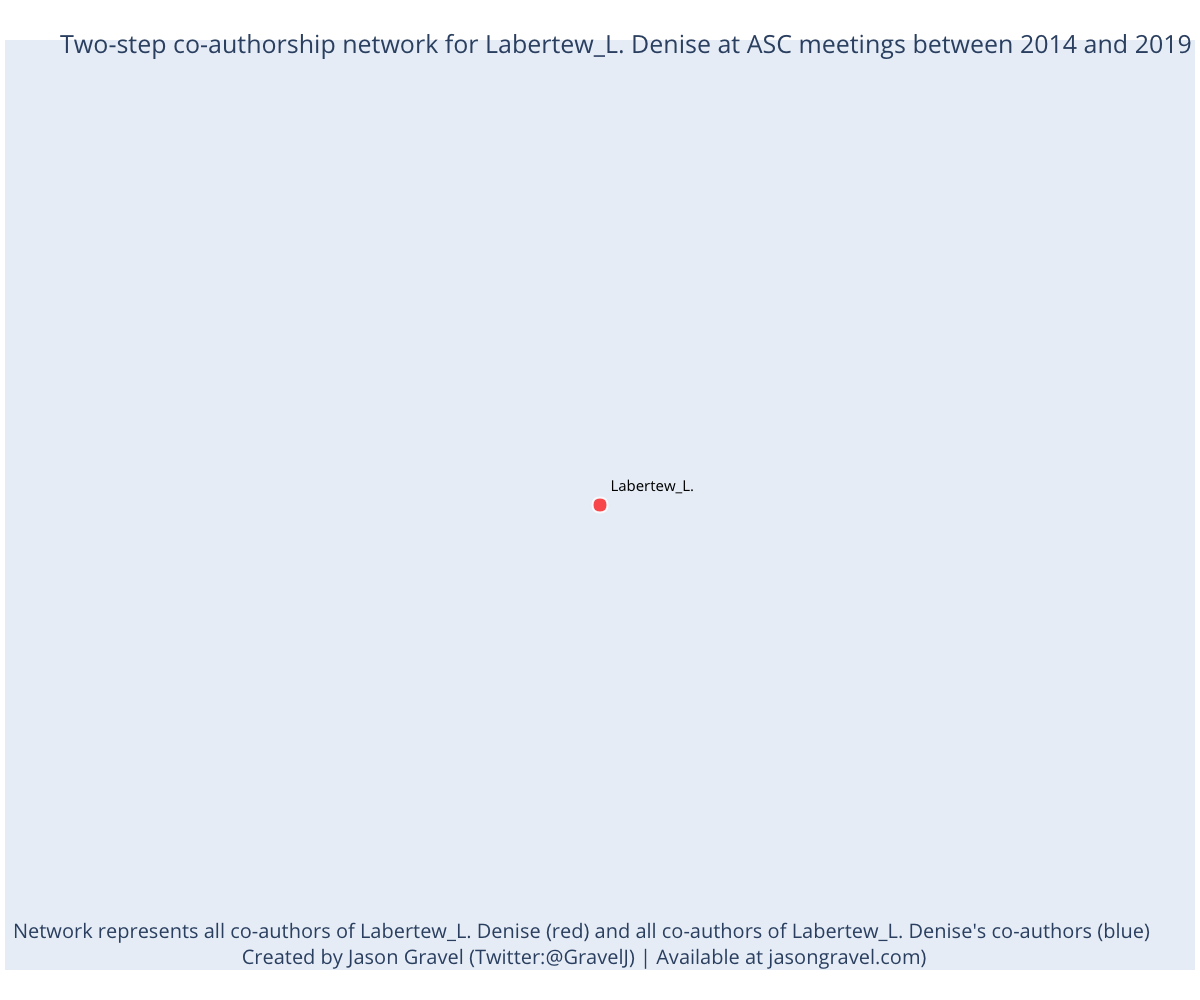 Two-step co-authorship network for Labertew_L. Denise at ASC meetings between 2014 and 2019
Labertew_L.
Network represents all co-authors of Labertew_L. Denise (red) and all co-authors of Labertew_L. Denise's co-authors (blue)
Created by Jason Gravel (Twitter:@GravelJ) | Available at jasongravel.com)